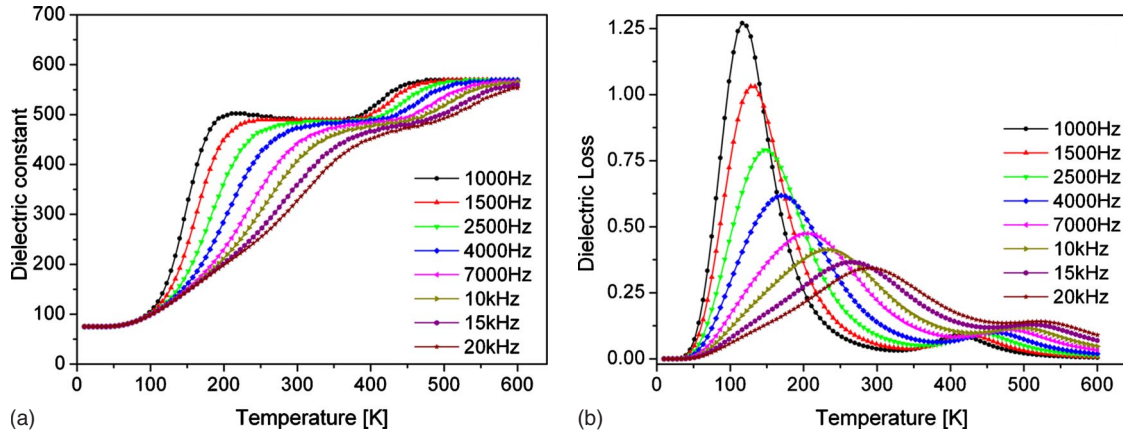 700
600
500
400
300
200
100
0
Dielectric constant
1000Hz
1500Hz
2500Hz
4000Hz
7000Hz
10kHz
15kHz
20kHz
0 100 200 300 400 500 600
Temperature [K]
(a)
1.25
1.00
0.75
0.50
0.25
0.00
Dielectric Loss
1000Hz
1500Hz
2500Hz
4000Hz
7000Hz
10kHz
15kHz
20kHz
0 100 200 300 400 500 600
Temperature [K]
(b)